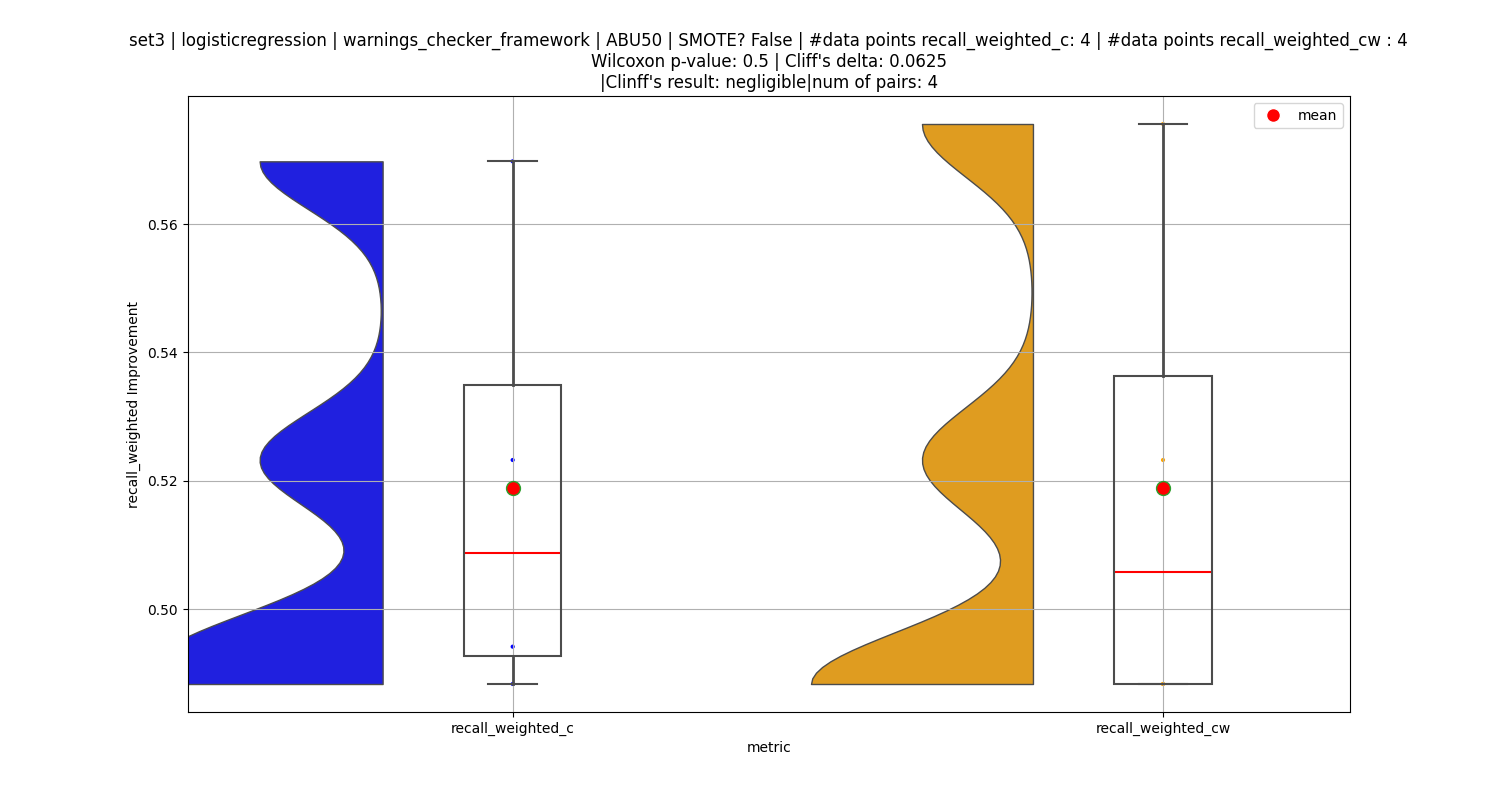 set3 | logisticregression | warnings_checker_framework | ABU50 | SMOTE? False | #data points recall_weighted_c: 4 | #data points recall_weighted_cw : 4
Wilcoxon p-value: 0.5 | Cliff's delta: 0.0625
|Clinff's result: negligible|num of pairs: 4
mean
recall_weighted Improvement
0.56
0.54
0.52
0.50
recall_weighted_c
recall_weighted_cw
metric